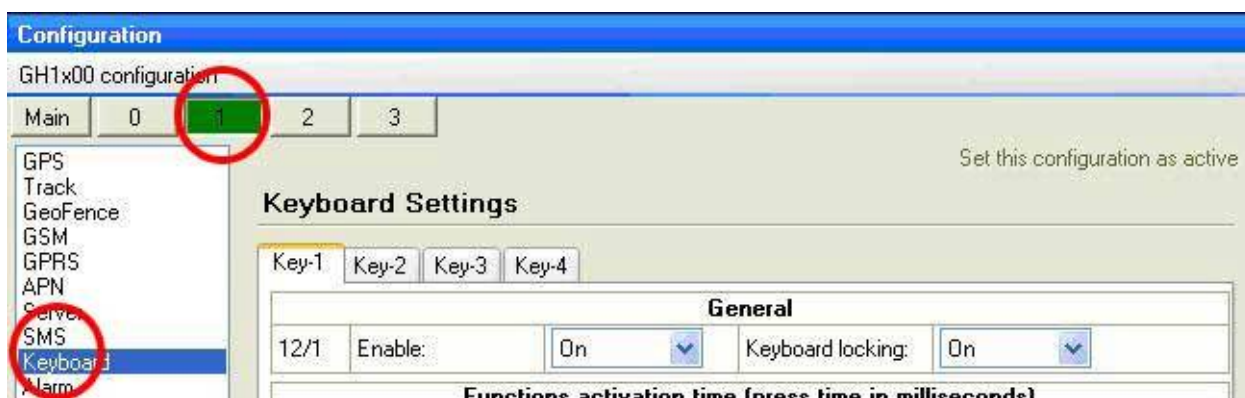 Configuration
GH1x00 configuration
Main 0 1 2 3
Set this configuration as active
GPS
Track
GeoFence
GSM
GPRS
APN
Server
SMS
Keyboard
Alarm
Keyboard Settings
Key-1 Key-2 Key-3 Key-4
General
12/1 Enable: On Keyboard locking: On
Functions activation time (press time in milliseconds)